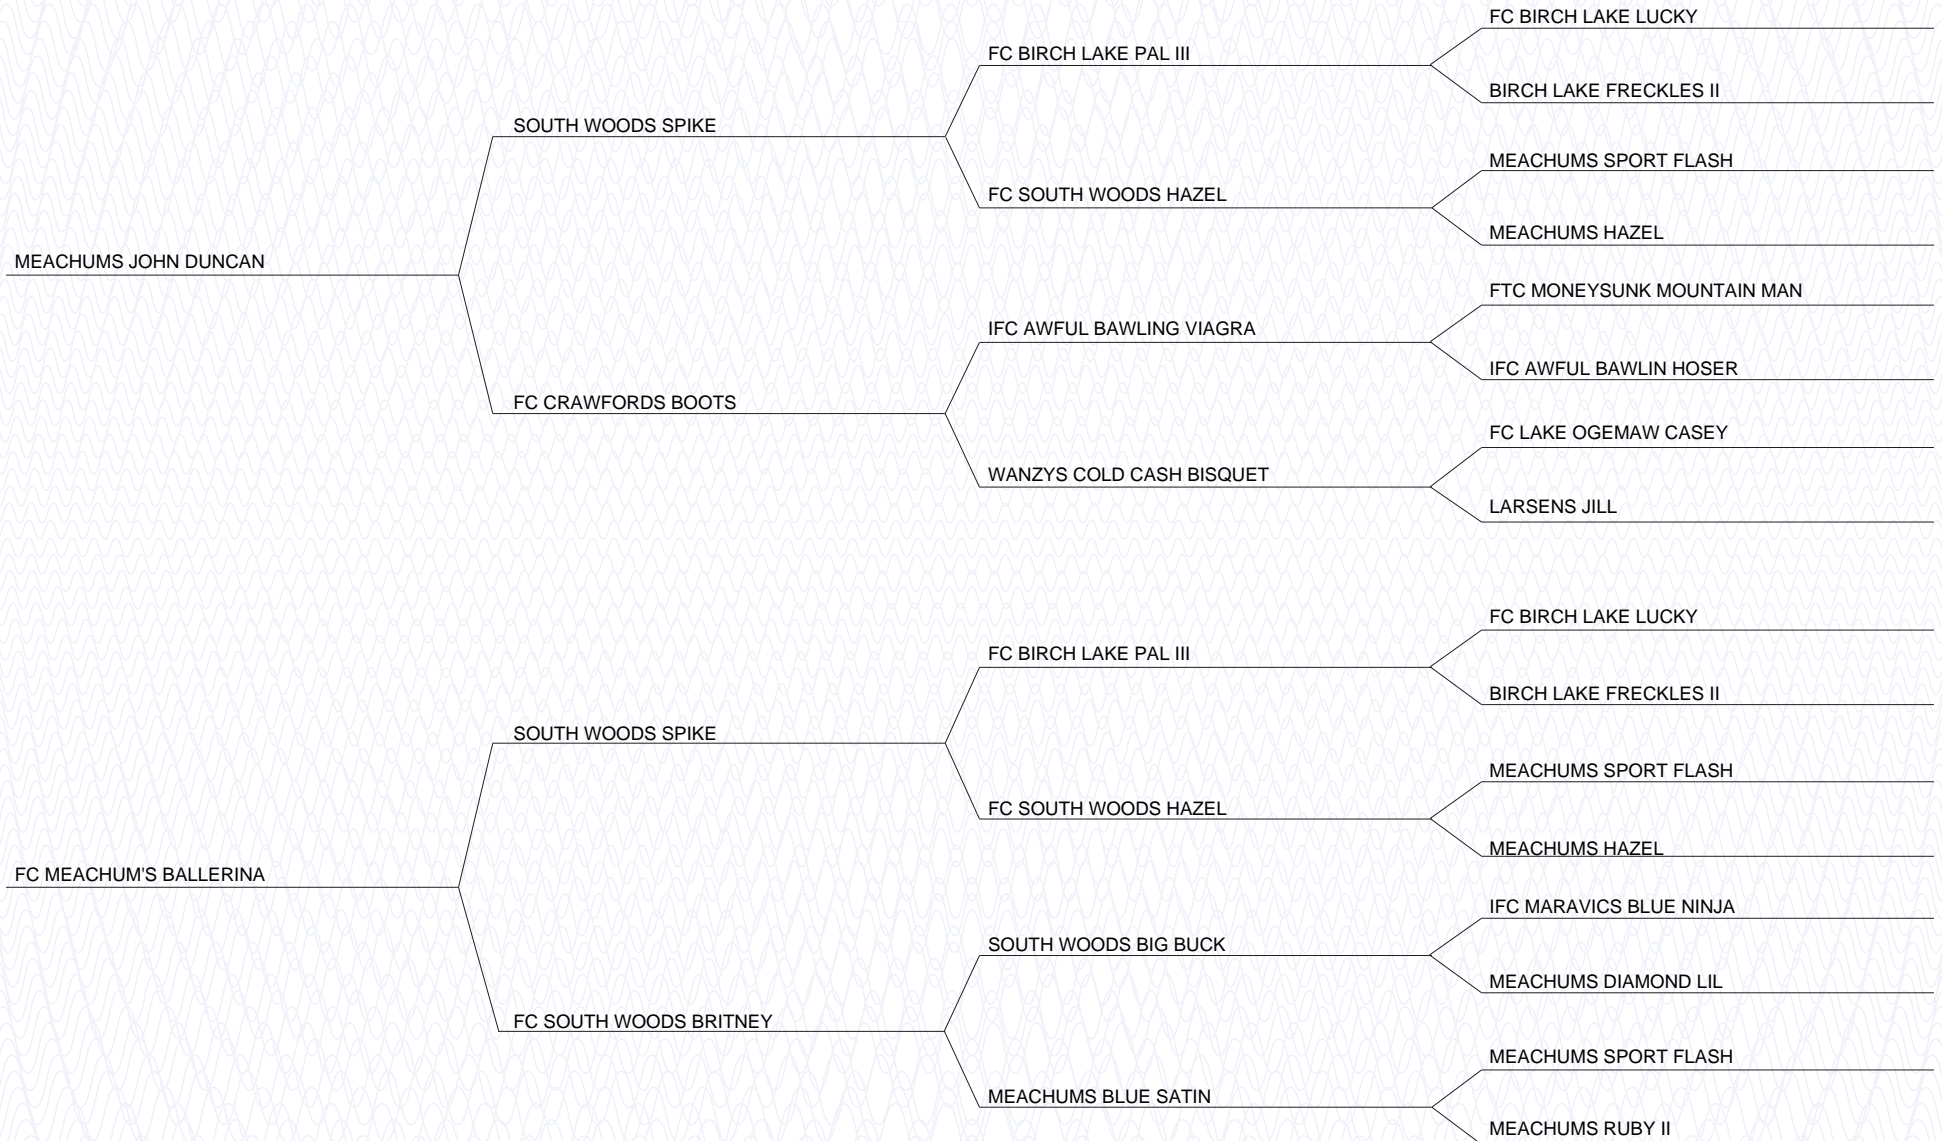 FC BIRCH LAKE LUCKY
FC BIRCH LAKE PAL III
BIRCH LAKE FRECKLES II
SOUTH WOODS SPIKE
MEACHUMS SPORT FLASH
FC SOUTH WOODS HAZEL
MEACHUMS HAZEL
MEACHUMS JOHN DUNCAN
FTC MONEYSUNK MOUNTAIN MAN
IFC AWFUL BAWLING VIAGRA
IFC AWFUL BAWLIN HOSER
FC CRAWFORDS BOOTS
FC LAKE OGEMAW CASEY
WANZYS COLD CASH BISQUET
LARSENS JILL
FC BIRCH LAKE LUCKY
FC BIRCH LAKE PAL III
BIRCH LAKE FRECKLES II
SOUTH WOODS SPIKE
MEACHUMS SPORT FLASH
FC SOUTH WOODS HAZEL
MEACHUMS HAZEL
FC MEACHUM'S BALLERINA
IFC MARAVICS BLUE NINJA
SOUTH WOODS BIG BUCK
MEACHUMS DIAMOND LIL
FC SOUTH WOODS BRITNEY
MEACHUMS SPORT FLASH
MEACHUMS BLUE SATIN
MEACHUMS RUBY II